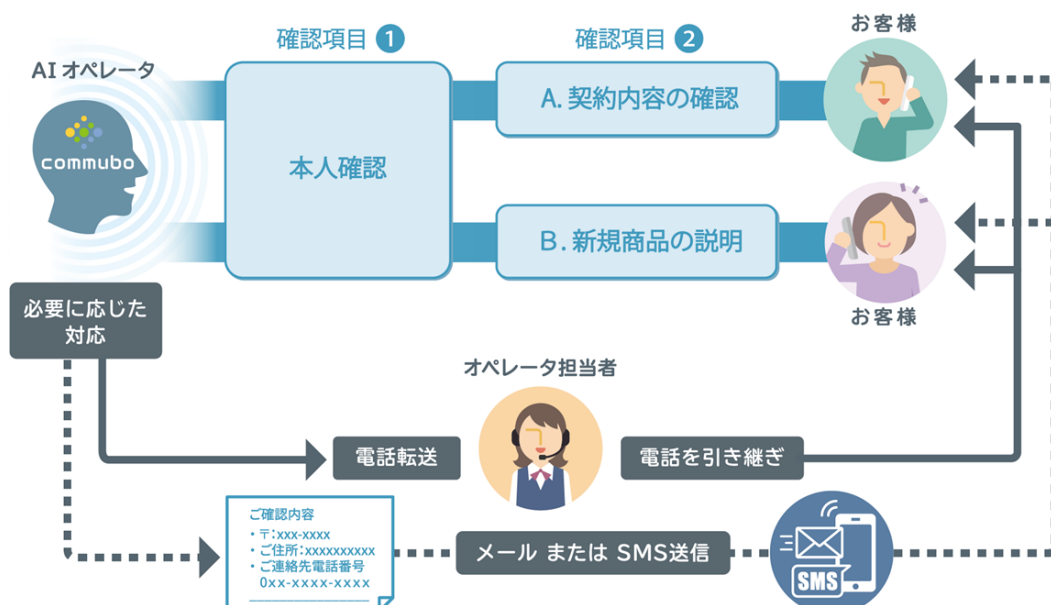 確認項目 ❶
確認項目 ❷
お客様
AIオペレータ
commubo
本人確認
A. 契約内容の確認
B. 新規商品の説明
お客様
必要に応じた
対応
オペレータ担当者
電話転送
電話を引き継ぎ
ご確認内容
・〒:xxx-xxxx
・ご住所:xxxxxxxxxx
・ご連絡先電話番号
0xx-xxxx-xxxx
メール または SMS送信
SMS